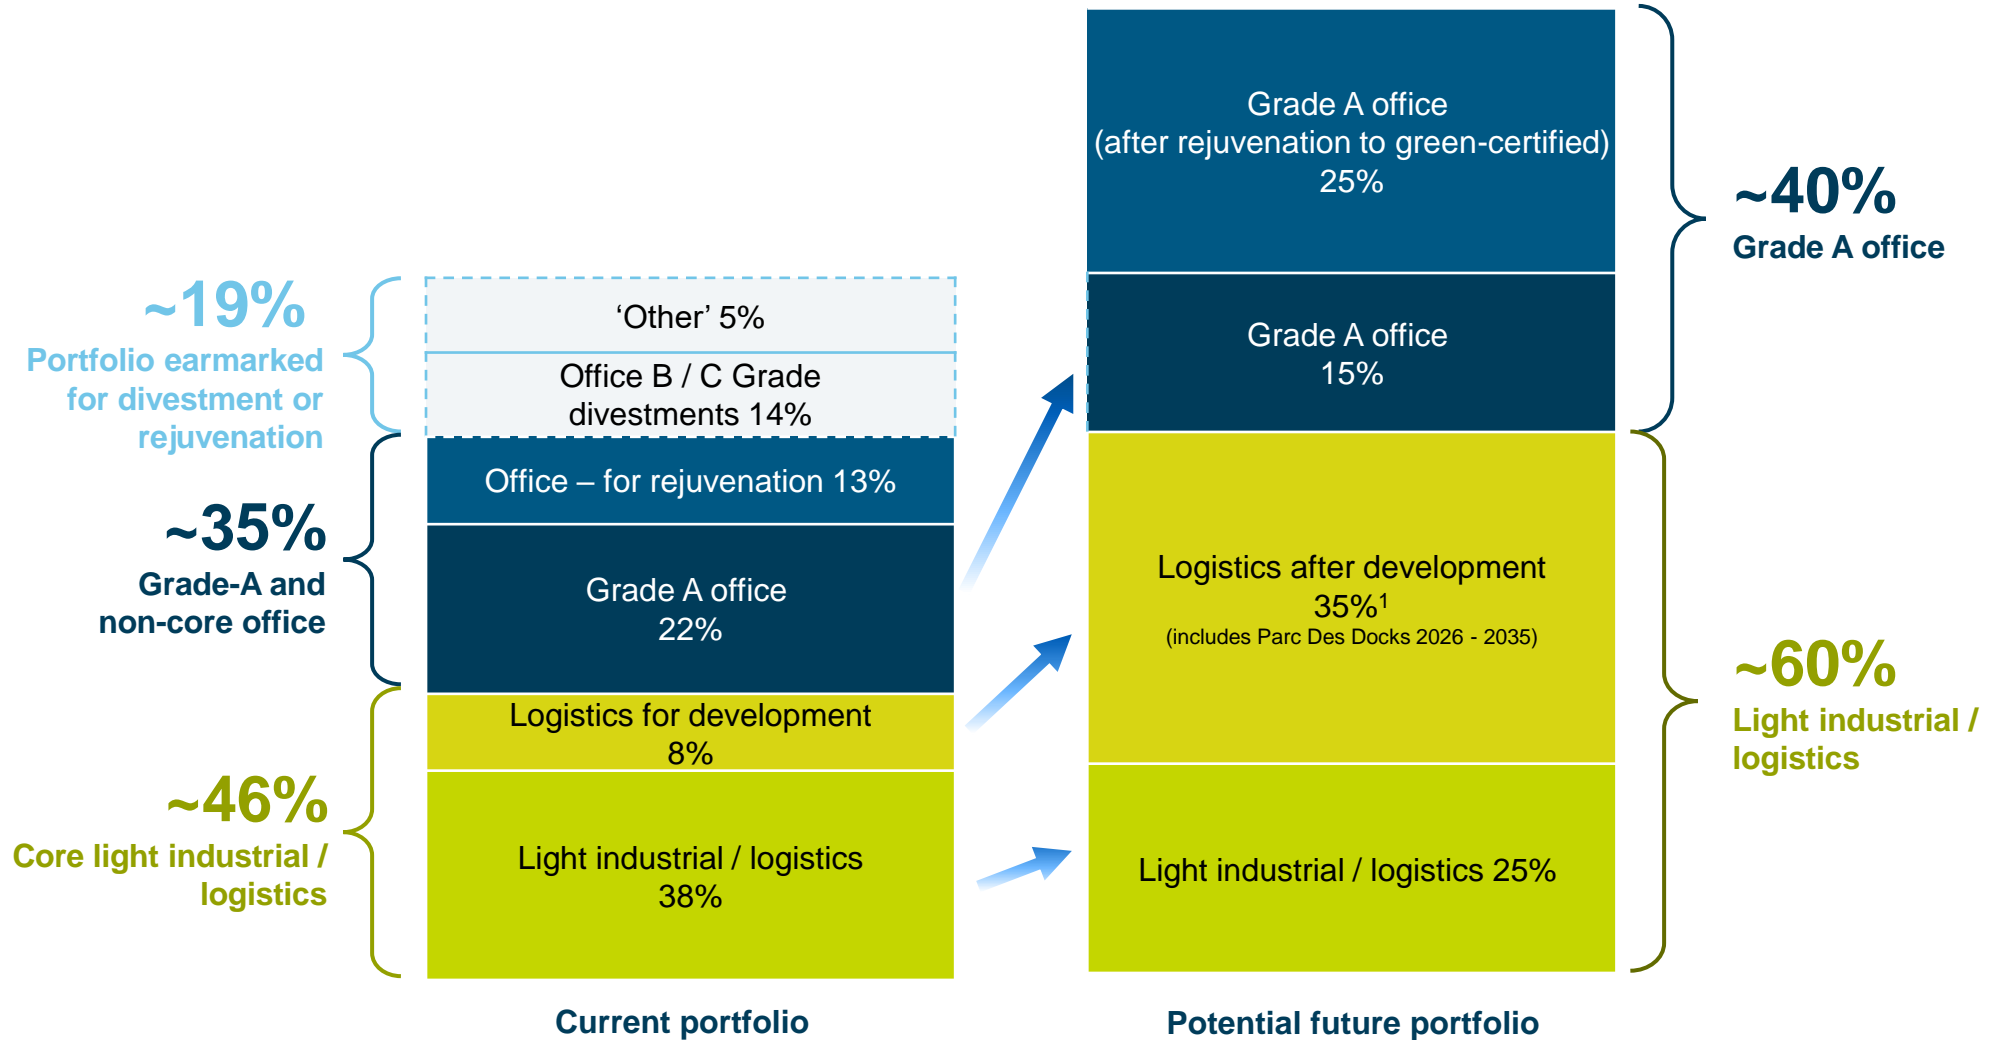 ~19%
Portfolio earmarked
for divestment or
rejuvenation
~35%
Grade-A and
non-core office
~46%
Core light industrial /
logistics
‘Other’ 5%
Office B / C Grade
divestments 14%
Office – for rejuvenation 13%
Grade A office
22%
Logistics for development
8%
Light industrial / logistics
38%
Current portfolio
Grade A office
(after rejuvenation to green-certified)
25%
Grade A office
15%
Logistics after development
35%¹
(includes Parc Des Docks 2026 - 2035)
Light industrial / logistics 25%
Potential future portfolio
~40%
Grade A office
~60%
Light industrial /
logistics